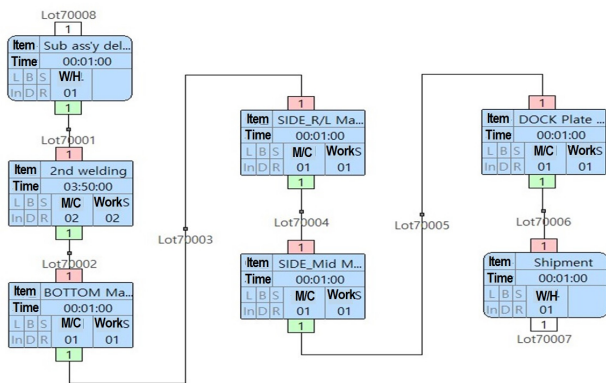 Lot70008
1
Item Sub ass'y del...
Time 00:01:00
L B S W/H.
In D R 01
1
Lot70001
1
Item 2nd welding
Time 03:50:00
L B S M/C WorkS
In D R 02 02
1
Lot70002
1
Item BOTTOM Ma...
Time 00:01:00
L B S M/C WorkS
In D R 01 01
1
Lot70003
1
Item SIDE_R/L Ma...
Time 00:01:00
L B S M/C WorkS
In D R 01 01
1
Lot70004
1
Item SIDE_Mid M...
Time 00:01:00
L B S M/C WorkS
In D R 01 01
1
Lot70005
1
Item DOCK Plate ...
Time 00:01:00
L B S M/C WorkS
In D R 01 01
1
Lot70006
1
Item Shipment
Time 00:01:00
L B S W/H
In D R 01
1
Lot70007